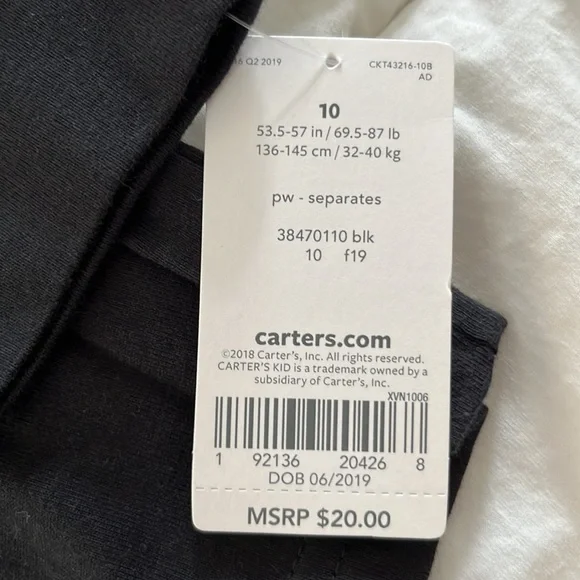 Q2 2019
CKT43216-10B
AD
10
53.5-57 in / 69.5-87 lb
136-145 cm / 32-40 kg
pw - separates
38470110 blk
10 f19
carters.com
©2018 Carter's, Inc. All rights reserved.
CARTER'S KID is a trademark owned by a
subsidiary of Carter's, Inc.
XVN1006
1 92136 20426 8
DOB 06/2019
MSRP $20.00